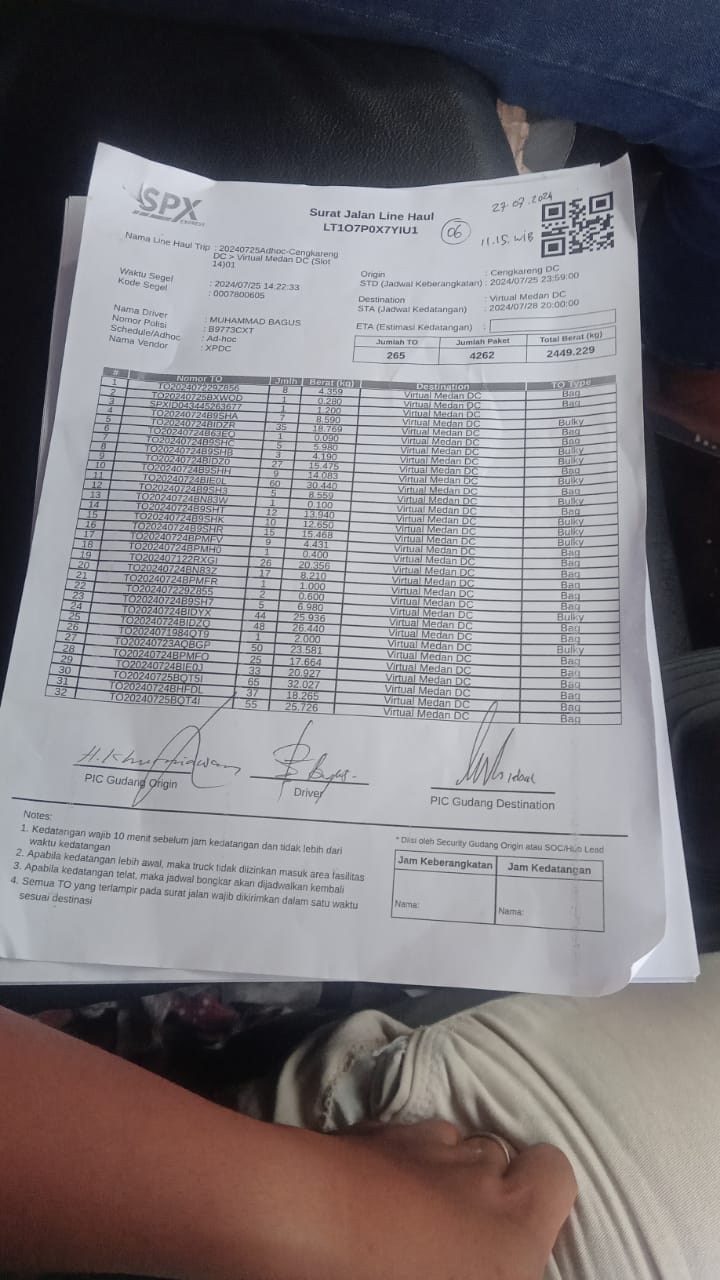 SPX
EXPRESS
Surat Jalan Line Haul
LT1O7P0X7YIU1
06
27.07.2024
11.15. WIB
Nama Line Haul Trip : 20240725Adhoc-Cengkareng
DC > Virtual Medan DC (Slot
14)01
Waktu Segel : 2024/07/25 14:22:33
Kode Segel : 0007800605
Nama Driver : MUHAMMAD BAGUS
Nomor Polisi : B9773CXT
Schedule/Adhoc : Ad-hoc
Nama Vendor : XPDC
Origin : Cengkareng DC
STD (Jadwal Keberangkatan) : 2024/07/25 23:59:00
Destination : Virtual Medan DC
STA (Jadwal Kedatangan) : 2024/07/28 20:00:00
ETA (Estimasi Kedatangan) :
Jumlah TO Jumlah Paket Total Berat (kg)
265 4262 2449.229
# Nomor TO Jmlh Berat (kg) Destination TO Type
1 TO2024072292856 8 4.359 Virtual Medan DC Bag
2 TO20240725BXWOD 1 0.280 Virtual Medan DC Bag
3 SPXID043445263677 1 1.200 Virtual Medan DC
4 TO20240724B9SHA 7 8.590 Virtual Medan DC Bulky
5 TO20240724BIDZR 35 18.769 Virtual Medan DC Bag
6 TO20240724B63EO 1 0.090 Virtual Medan DC Bag
7 TO20240724B9SHC 5 5.980 Virtual Medan DC Bulky
8 TO20240724B9SHB 3 4.190 Virtual Medan DC Bulky
9 TO20240724BIDZ0 27 15.475 Virtual Medan DC Bag
10 TO20240724B9SHH 9 14.083 Virtual Medan DC Bulky
11 TO20240724BIE0L 60 30.440 Virtual Medan DC Bag
12 TO20240724B9SH3 5 8.559 Virtual Medan DC Bulky
13 TO20240724BN83W 1 0.100 Virtual Medan DC Bag
14 TO20240724B9SHT 12 13.940 Virtual Medan DC Bulky
15 TO20240724B9SHK 10 12.650 Virtual Medan DC Bulky
16 TO20240724B9SHR 15 15.468 Virtual Medan DC Bulky
17 TO20240724BPMFV 9 4.431 Virtual Medan DC Bag
18 TO20240724BPMH0 1 0.400 Virtual Medan DC Bag
19 TO202407122RXGI 26 20.356 Virtual Medan DC Bag
20 TO20240724BN83Z 17 8.210 Virtual Medan DC Bag
21 TO20240724BPMFR 1 1.000 Virtual Medan DC Bag
22 TO2024072292855 2 0.600 Virtual Medan DC Bag
23 TO20240724B9SH7 5 6.980 Virtual Medan DC Bulky
24 TO20240724BIDYX 44 25.936 Virtual Medan DC Bag
25 TO20240724BIDZQ 48 26.440 Virtual Medan DC Bag
26 TO2024071984QT9 1 2.000 Virtual Medan DC Bulky
27 TO20240723AQBGP 50 23.581 Virtual Medan DC Bag
28 TO20240724BPMFQ 25 17.664 Virtual Medan DC Bag
29 TO20240724BIE0J 33 20.927 Virtual Medan DC Bag
30 TO20240725BQT5I 65 32.027 Virtual Medan DC Bag
31 TO20240724BHFDL 37 18.265 Virtual Medan DC Bag
32 TO20240725BQT4I 55 25.726 Virtual Medan DC Bag
Bagus
PIC Gudang Origin
Driver
PIC Gudang Destination
Notes:
1. Kedatangan wajib 10 menit sebelum jam kedatangan dan tidak lebih dari
waktu kedatangan
2. Apabila kedatangan lebih awal, maka truck tidak diizinkan masuk area fasilitas
3. Apabila kedatangan telat, maka jadwal bongkar akan dijadwalkan kembali
4. Semua TO yang terlampir pada surat jalan wajib dikirimkan dalam satu waktu
sesuai destinasi
* Diisi oleh Security Gudang Origin atau SOC/Hub Lead
Jam Keberangkatan Jam Kedatangan
Nama: Nama: